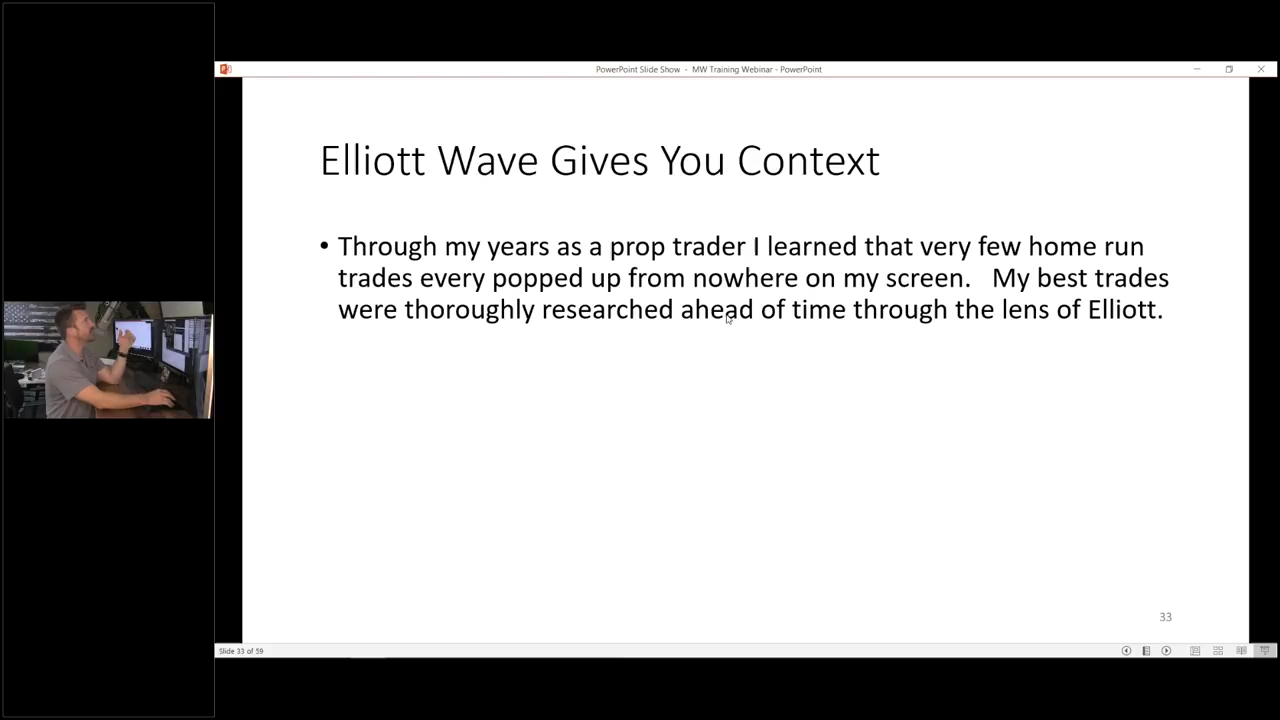 PowerPoint Slide Show - MW Training Webinar - PowerPoint
Elliott Wave Gives You Context
• Through my years as a prop trader I learned that very few home run
trades every popped up from nowhere on my screen. My best trades
were thoroughly researched ahead of time through the lens of Elliott.
33
Slide 33 of 59